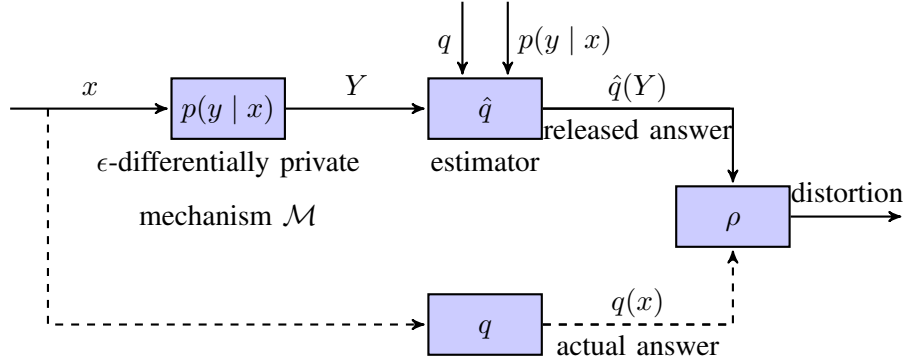 q p(y | x)
x p(y | x) Y q̂ q̂(Y)
released answer
ϵ-differentially private estimator
mechanism ℳ
distortion
ρ
q q(x)
actual answer